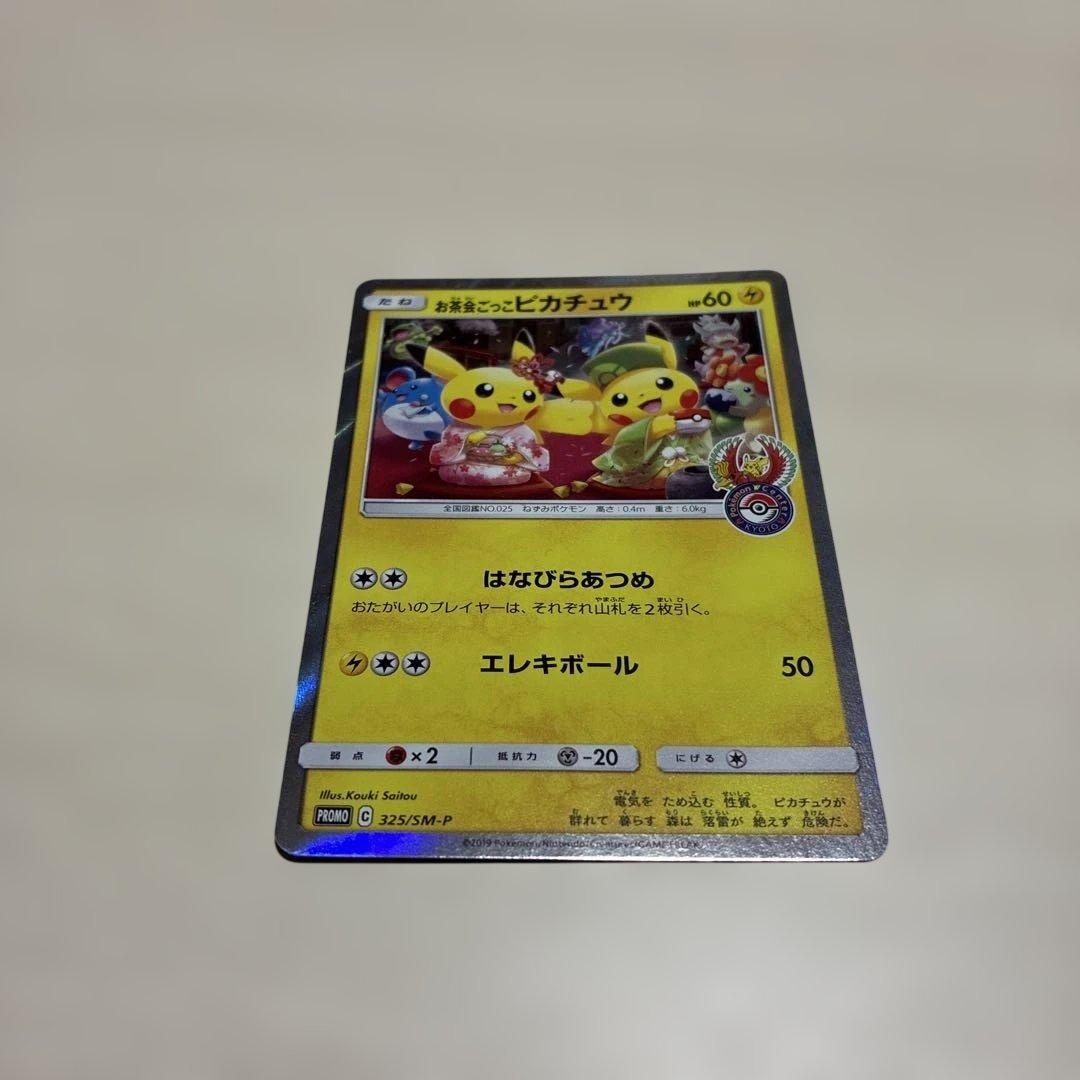 たね お茶会ごっこピカチュウ HP60
全国図鑑NO.025 ねずみポケモン 高さ：0.4m 重さ：6.0kg
Pokémon Center
KYOTO
はなびらあつめ
おたがいのプレイヤーは、それぞれ山札を2枚引く。
エレキボール 50
弱点 ×2 抵抗力 -20 にげる
Illus.Kouki Saitou
電気を ため込む 性質。 ピカチュウが
群れて 暮らす 森は 落雷が 絶えず 危険だ。
PROMO C 325/SM-P
©2019 Pokémon/Nintendo/Creatures/GAME FREAK